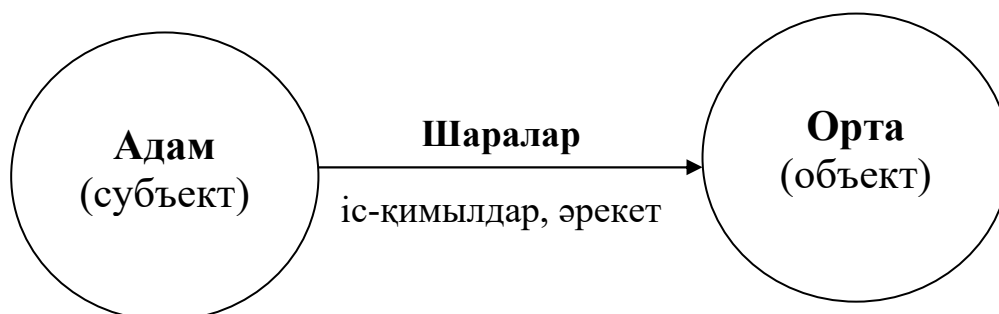 Адам
(субъект)
Шаралар
іс-қимылдар, әрекет
Орта
(объект)